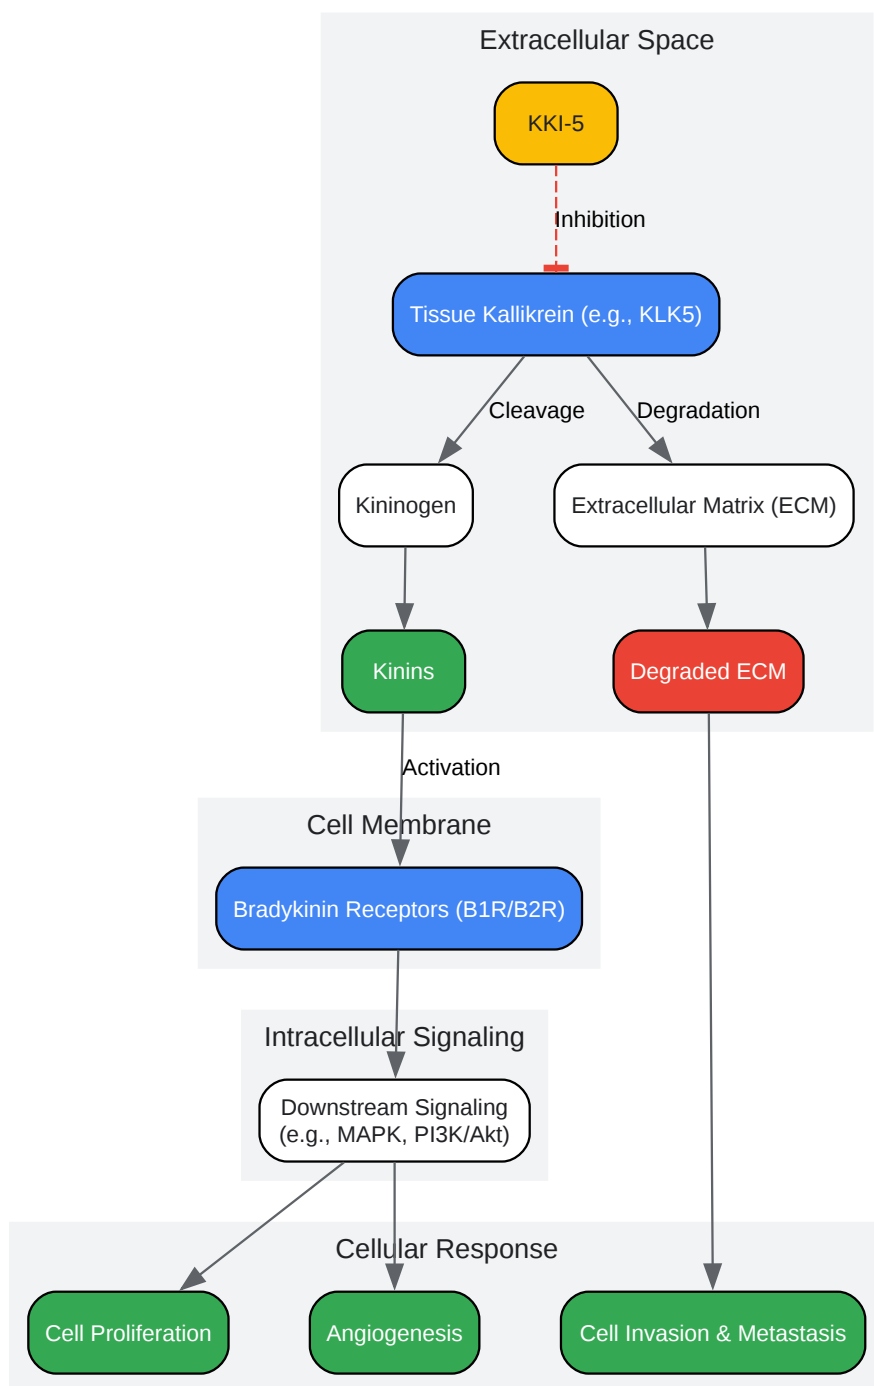 Extracellular Space
KKI-5
Inhibition
Tissue Kallikrein (e.g., KLK5)
Cleavage
Degradation
Kininogen
Extracellular Matrix (ECM)
Kinins
Degraded ECM
Activation
Cell Membrane
Bradykinin Receptors (B1R/B2R)
Intracellular Signaling
Downstream Signaling
(e.g., MAPK, PI3K/Akt)
Cellular Response
Cell Proliferation
Angiogenesis
Cell Invasion & Metastasis